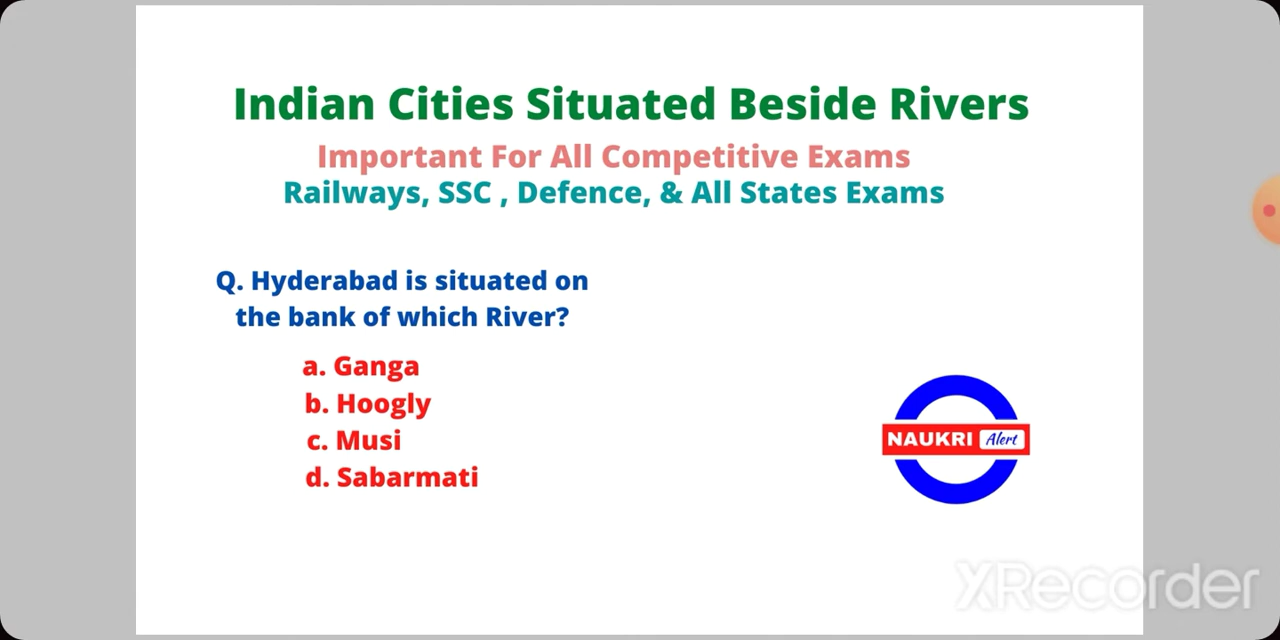 Indian Cities Situated Beside Rivers
Important For All Competitive Exams
Railways, SSC , Defence, & All States Exams
Q. Hyderabad is situated on
the bank of which River?
a. Ganga
b. Hoogly
c. Musi
d. Sabarmati
NAUKRI Alert
XRecorder